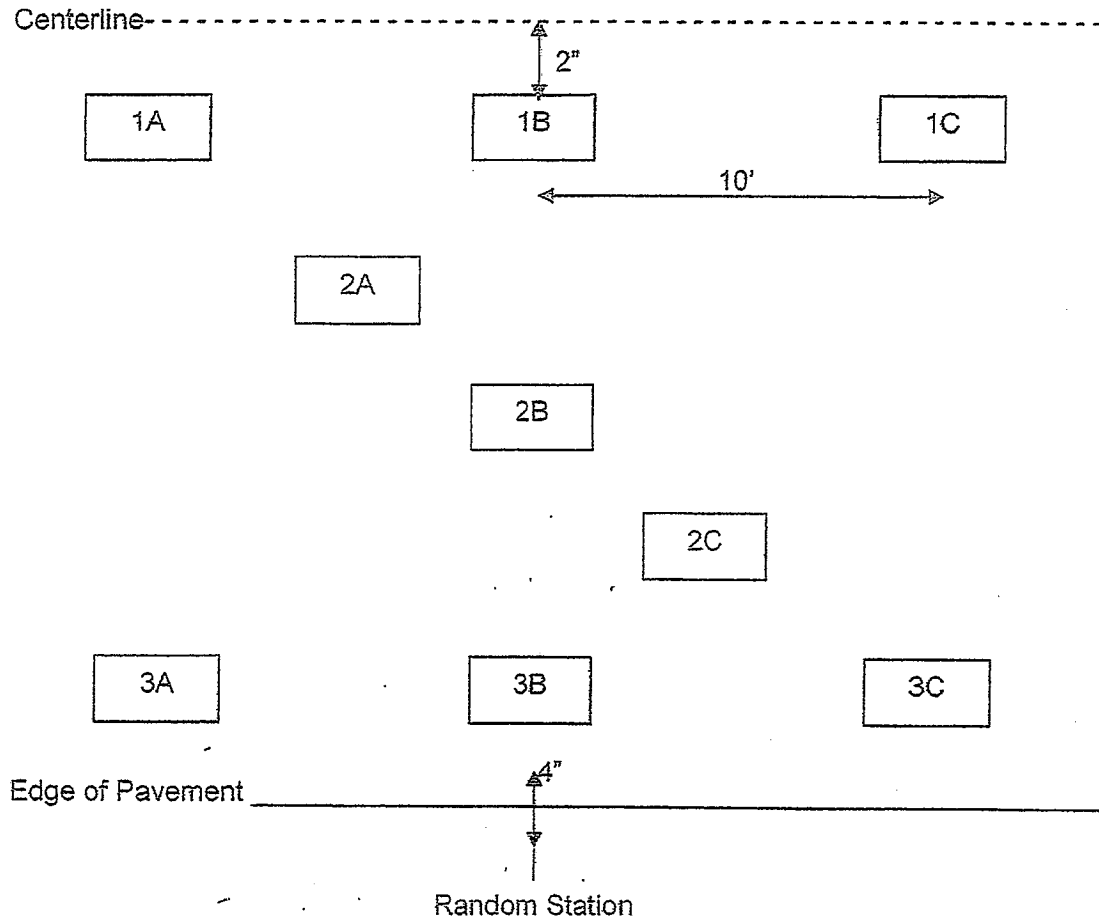 Centerline
2"
1A 1B 1C
10'
2A
2B
2C
3A 3B 3C
4"
Edge of Pavement
Random Station